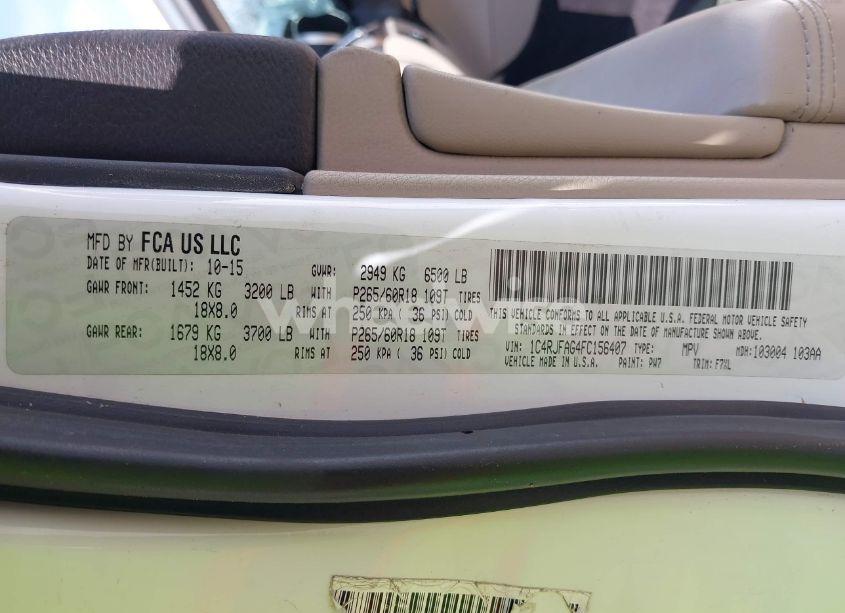 MFD BY FCA US LLC
DATE OF MFR(BUILT): 10-15 GVWR: 2949 KG 6500 LB
GAWR FRONT: 1452 KG 3200 LB WITH P265/60R18 109T TIRES
18X8.0 RIMS AT 250 KPA ( 36 PSI) COLD
GAWR REAR: 1679 KG 3700 LB WITH P265/60R18 109T TIRES
18X8.0 RIMS AT 250 KPA ( 36 PSI) COLD
THIS VEHICLE CONFORMS TO ALL APPLICABLE U.S.A. FEDERAL MOTOR VEHICLE SAFETY
STANDARDS IN EFFECT ON THE DATE OF MANUFACTURE SHOWN ABOVE.
VIN: 1C4RJFAG4FC156407 TYPE: MPV MDH:103004 103AA
VEHICLE MADE IN U.S.A. PAINT: PW7 TRIM: F7XL